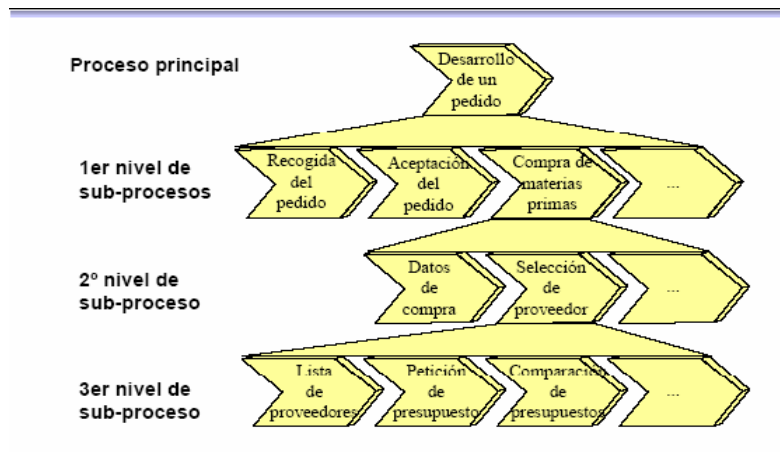 Proceso principal
Desarrollo
de un
pedido
1er nivel de
sub-procesos
Recogida
del
pedido
Aceptación
del
pedido
Compra de
materias
primas
...
2º nivel de
sub-proceso
Datos
de
compra
Selección
de
proveedor
...
3er nivel de
sub-proceso
Lista
de
proveedores
Petición
de
presupuesto
Comparación
de
presupuestos
...